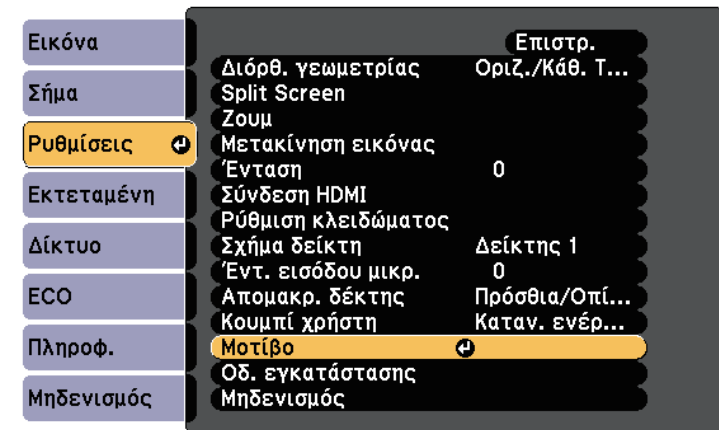 Εικόνα
Σήμα
Ρυθμίσεις
Εκτεταμένη
Δίκτυο
ECO
Πληροφ.
Μηδενισμός
Επιστρ.
Διόρθ. γεωμετρίας Οριζ./Κάθ. Τ...
Split Screen
Ζουμ
Μετακίνηση εικόνας
Ένταση 0
Σύνδεση HDMI
Ρύθμιση κλειδώματος
Σχήμα δείκτη Δείκτης 1
Έντ. εισόδου μικρ. 0
Απομακρ. δέκτης Πρόσθια/Οπί...
Κουμπί χρήστη Καταν. ενέρ...
Μοτίβο
Οδ. εγκατάστασης
Μηδενισμός